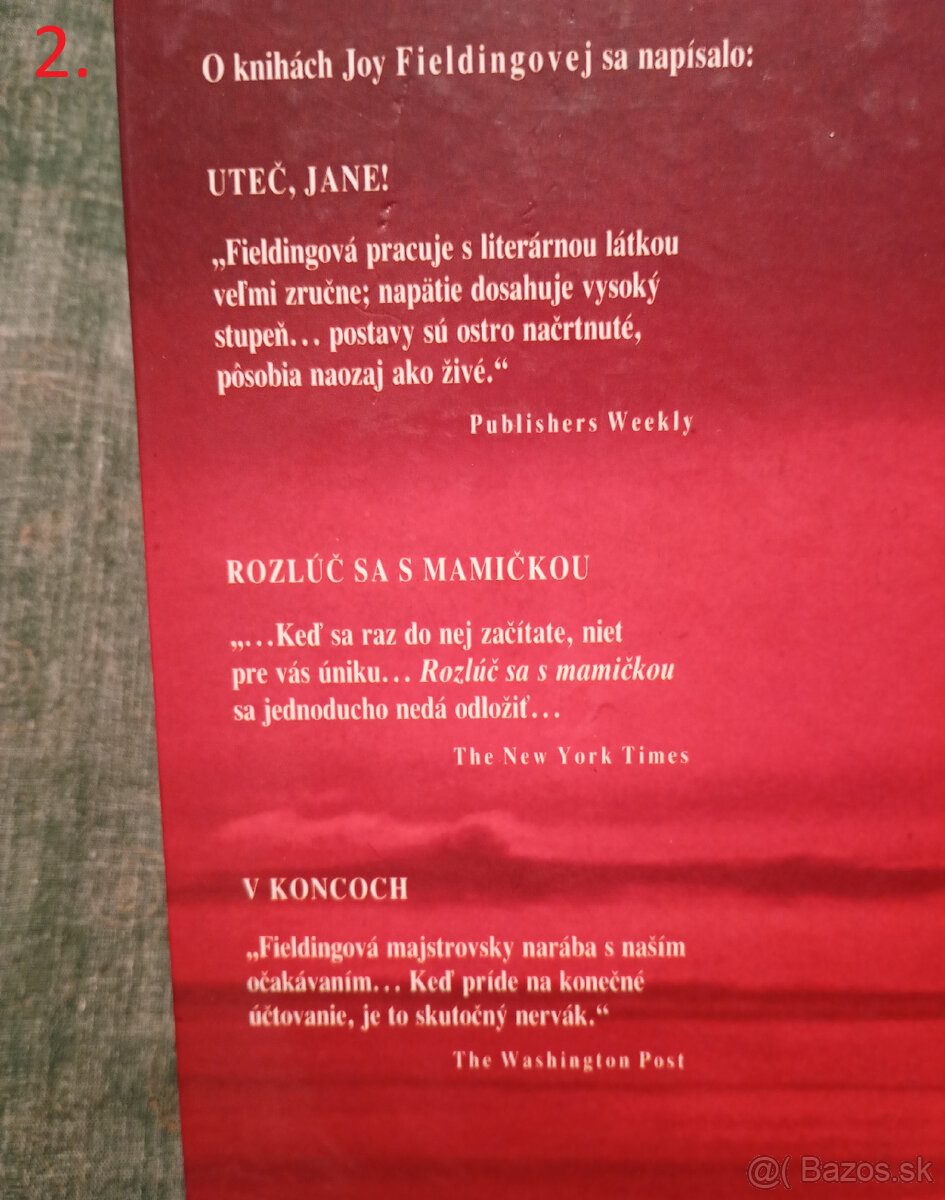 2.
O knihách Joy Fieldingovej sa napísalo:
UTEČ, JANE!
„Fieldingová pracuje s literárnou látkou
veľmi zručne; napätie dosahuje vysoký
stupeň... postavy sú ostro načrtnuté,
pôsobia naozaj ako živé.“
Publishers Weekly
ROZLÚČ SA S MAMIČKOU
„...Keď sa raz do nej začítate, niet
pre vás úniku... Rozlúč sa s mamičkou
sa jednoducho nedá odložiť...
The New York Times
V KONCOCH
„Fieldingová majstrovsky narába s naším
očakávaním... Keď príde na konečné
účtovanie, je to skutočný nervák.“
The Washington Post
@( Bazos.sk